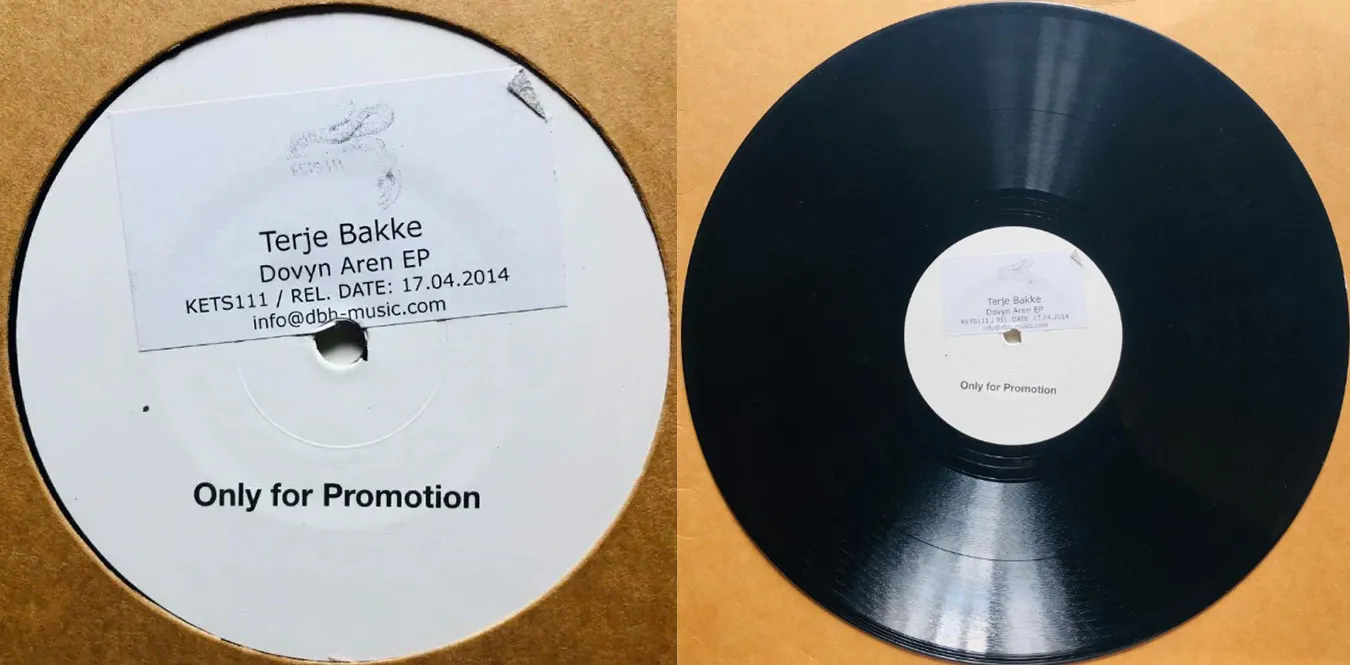 KETS111
Terje Bakke
Dovyn Aren EP
KETS111 / REL. DATE: 17.04.2014
info@dbh-music.com
Only for Promotion
Terje Bakke
Dovyn Aren EP
KETS111 / REL. DATE: 17.04.2014
info@dbh-music.com
Only for Promotion